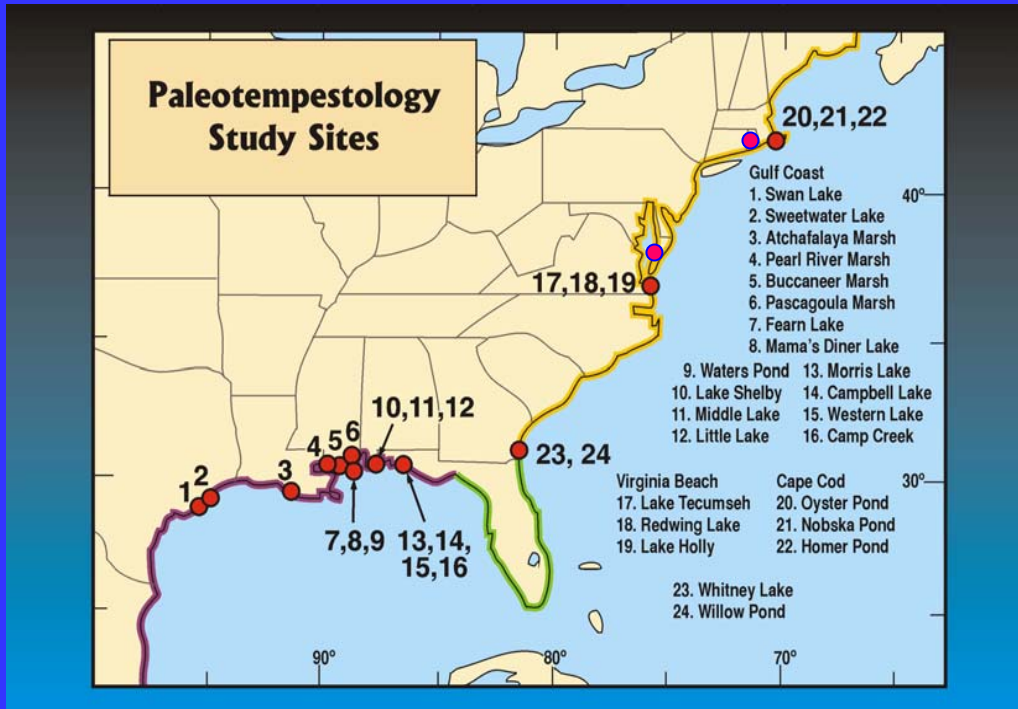 Paleotempestology
Study Sites
20,21,22
Gulf Coast
1. Swan Lake
2. Sweetwater Lake
3. Atchafalaya Marsh
4. Pearl River Marsh
5. Buccaneer Marsh
6. Pascagoula Marsh
7. Fearn Lake
8. Mama's Diner Lake
9. Waters Pond 13. Morris Lake
10. Lake Shelby 14. Campbell Lake
11. Middle Lake 15. Western Lake
12. Little Lake 16. Camp Creek
40º
17,18,19
10,11,12
4 5 6
23, 24
1 2 3
7,8,9
13,14,
15,16
30º
Virginia Beach
17. Lake Tecumseh
18. Redwing Lake
19. Lake Holly
Cape Cod
20. Oyster Pond
21. Nobska Pond
22. Homer Pond
23. Whitney Lake
24. Willow Pond
90º 80º 70º